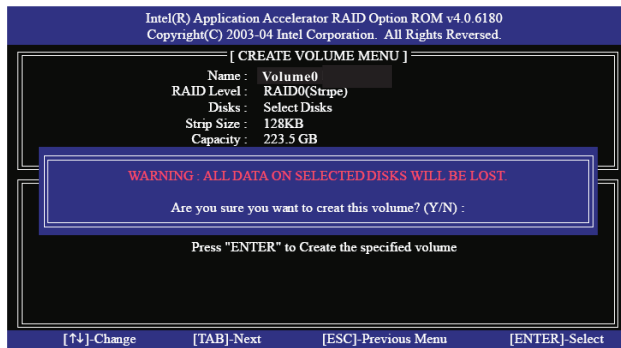 Intel(R) Application Accelerator RAID Option ROM v4.0.6180
Copyright(C) 2003-04 Intel Corporation. All Rights Reversed.
[ CREATE VOLUME MENU ]
Name : Volume0
RAID Level : RAID0(Stripe)
Disks : Select Disks
Strip Size : 128KB
Capacity : 223.5 GB
WARNING : ALL DATA ON SELECTED DISKS WILL BE LOST.
Are you sure you want to creat this volume? (Y/N) :
Press "ENTER" to Create the specified volume
[↑↓]-Change [TAB]-Next [ESC]-Previous Menu [ENTER]-Select